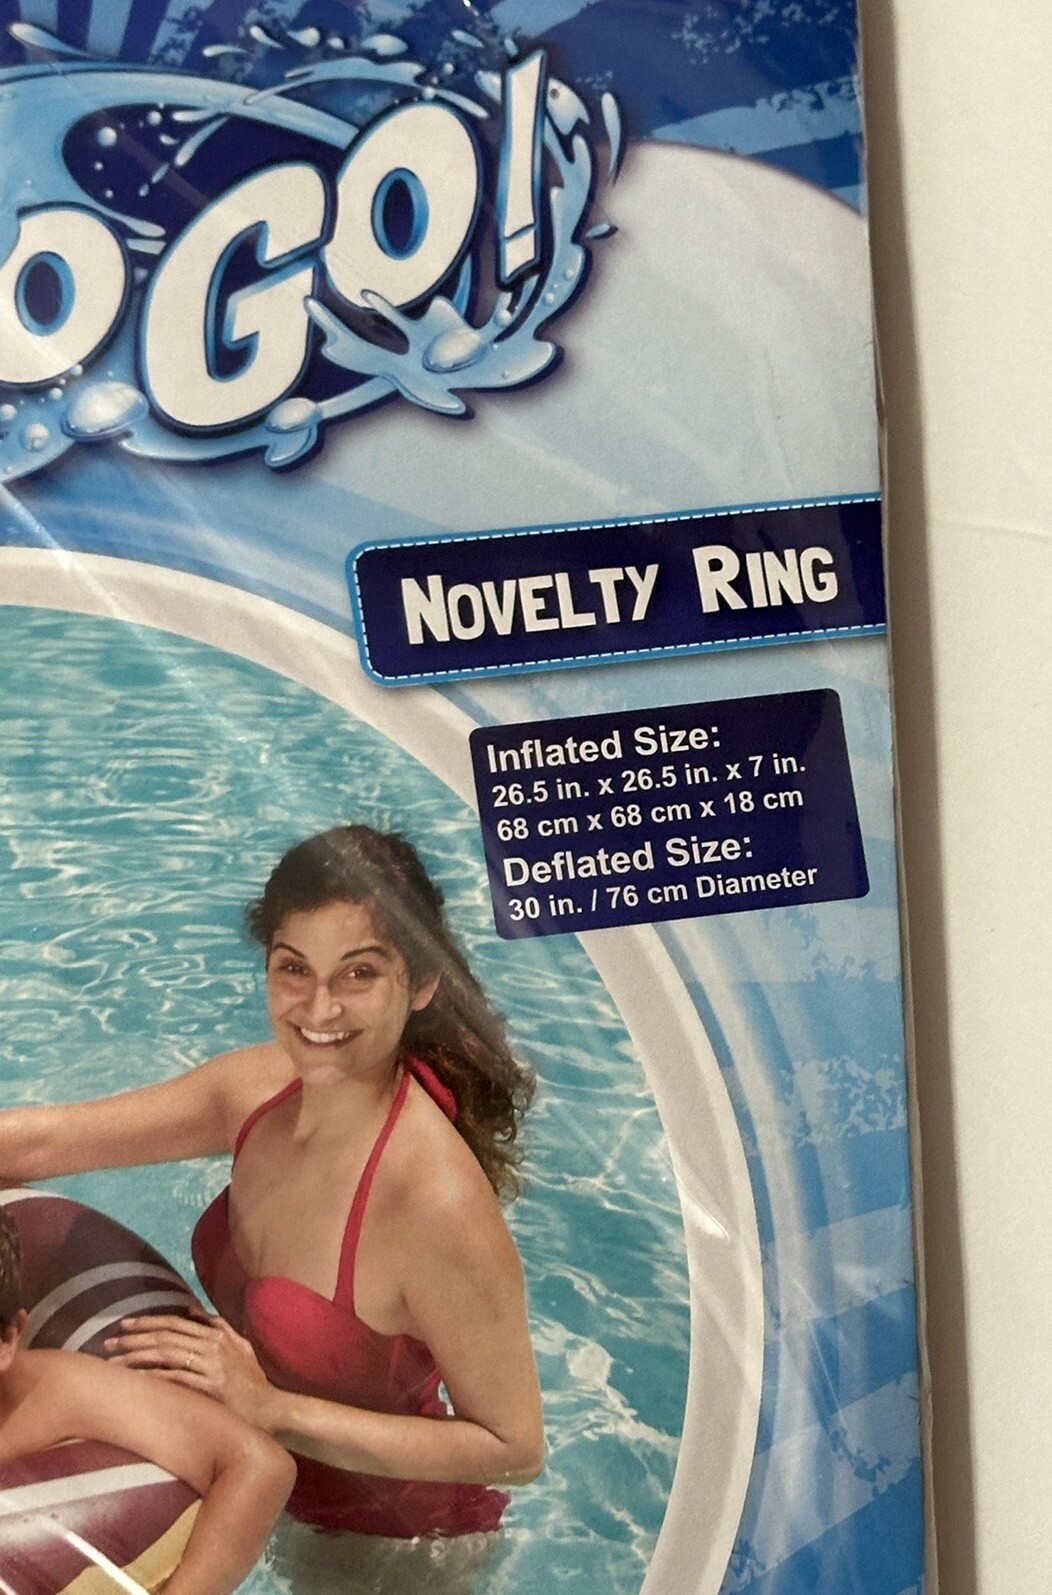 OGO!
NOVELTY RING
Inflated Size:
26.5 in. x 26.5 in. x 7 in.
68 cm x 68 cm x 18 cm
Deflated Size:
30 in. / 76 cm Diameter